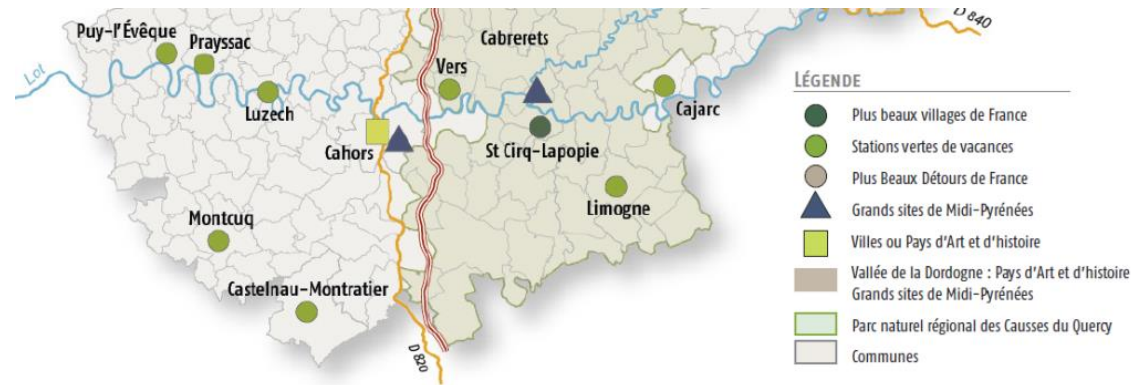 D 840
Puy-l'Évêque
Prayssac
Cabrerets
Lot
Vers
Luzech
Cajarc
Cahors
St Cirq-Lapopie
Limogne
Montcuq
Castelnau-Montratier
D 820
LÉGENDE
Plus beaux villages de France
Stations vertes de vacances
Plus Beaux Détours de France
Grands sites de Midi-Pyrénées
Villes ou Pays d'Art et d'histoire
Vallée de la Dordogne : Pays d'Art et d'histoire
Grands sites de Midi-Pyrénées
Parc naturel régional des Causses du Quercy
Communes